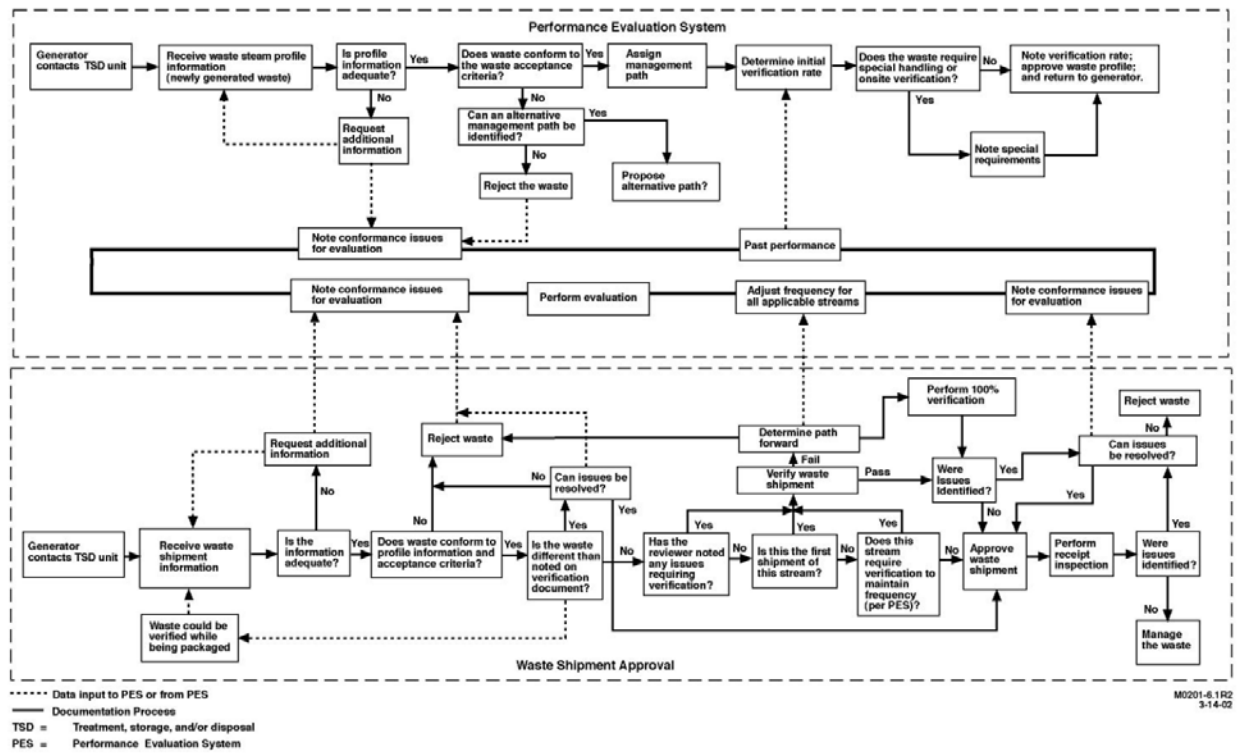 Performance Evaluation System
Generator
contacts TSD unit
Receive waste steam profile
information
(newly generated waste)
Is profile
information
adequate?
Yes
No
Request
additional
information
Does waste conform to
the waste acceptance
criteria?
Yes
No
Can an alternative
management path be
identified?
Yes
No
Reject the waste
Propose
alternative path?
Assign
management
path
Determine initial
verification rate
Does the waste require
special handling or
onsite verification?
No
Yes
Note special
requirements
Note verification rate;
approve waste profile;
and return to generator.
Note conformance issues
for evaluation
Past performance
Note conformance issues
for evaluation
Perform evaluation
Adjust frequency for
all applicable streams
Note conformance issues
for evaluation
Perform 100%
verification
Reject waste
No
Request additional
information
Reject waste
Determine path
forward
Can issues
be resolved?
Fail
No
Can issues be
resolved?
Verify waste
shipment
Pass
Were
Issues
Identified?
Yes
No
No
Yes
Yes
Yes
No
Yes
Yes
Yes
Yes
Generator
contacts TSD unit
Receive waste
shipment
information
Is the
information
adequate?
Yes
Does waste conform to
profile information and
acceptance criteria?
Yes
Is the waste
different than
noted on
verification
document?
No
Has the
reviewer noted
any issues
requiring
verification?
No
Is this the first
shipment of
this stream?
No
Does this
stream
require
verification to
maintain
frequency
(per PES)?
No
Approve
waste
shipment
Perform
receipt
inspection
Were
issues
identified?
No
Manage
the waste
Waste could be
verified while
being packaged
Waste Shipment Approval
Data input to PES or from PES
Documentation Process
TSD = Treatment, storage, and/or disposal
PES = Performance Evaluation System
M0201-6.1R2
3-14-02